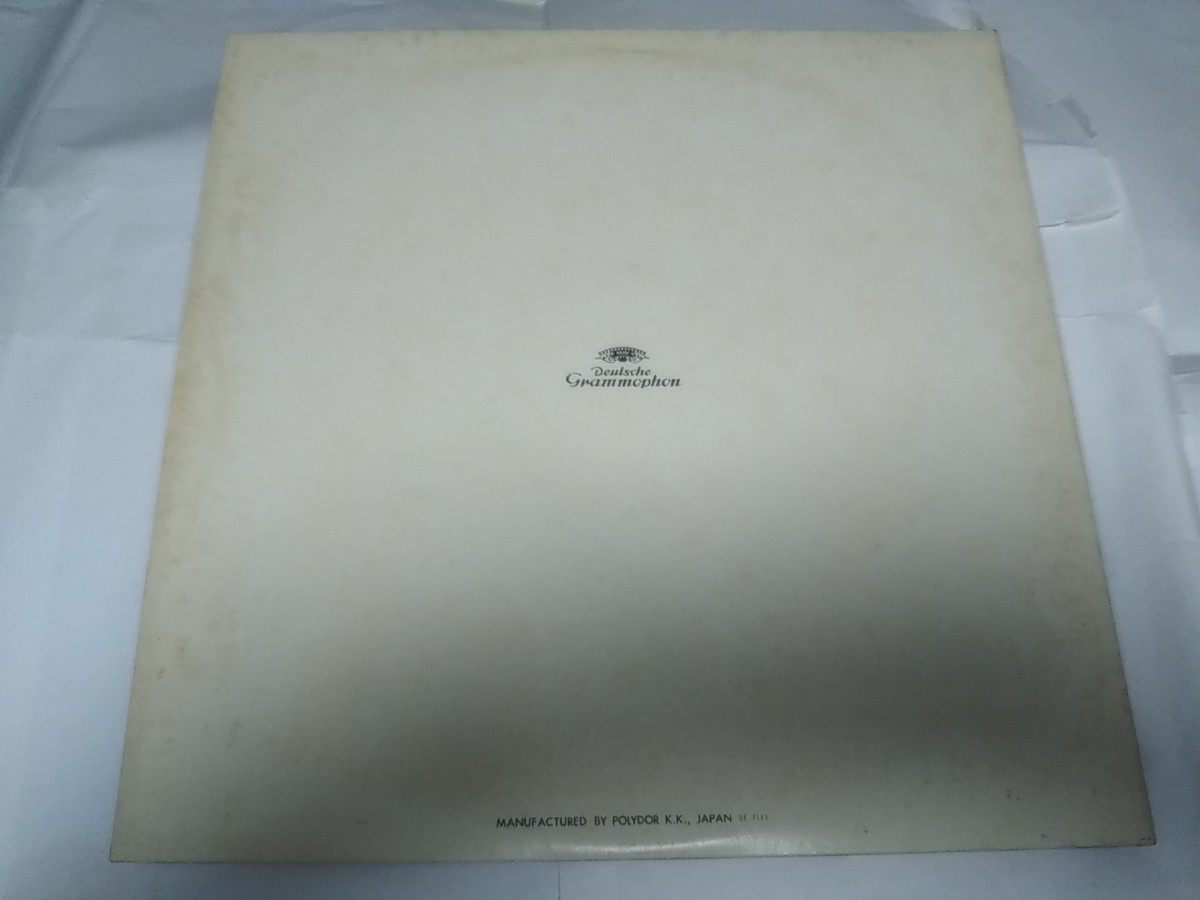 Deutsche
Grammophon
MANUFACTURED BY POLYDOR K.K., JAPAN